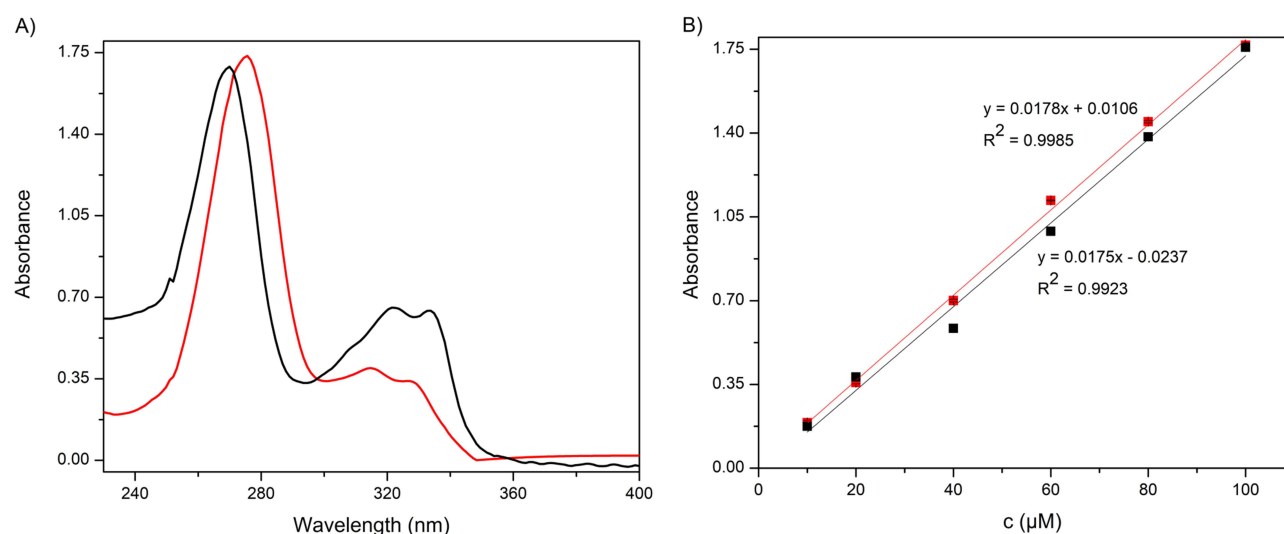 A)
1.75
1.40
1.05
0.70
0.35
0.00
Absorbance
240
280
320
360
400
Wavelength (nm)
B)
1.75
1.40
1.05
0.70
0.35
0.00
Absorbance
y = 0.0178x + 0.0106
R² = 0.9985
y = 0.0175x - 0.0237
R² = 0.9923
0
20
40
60
80
100
c (µM)